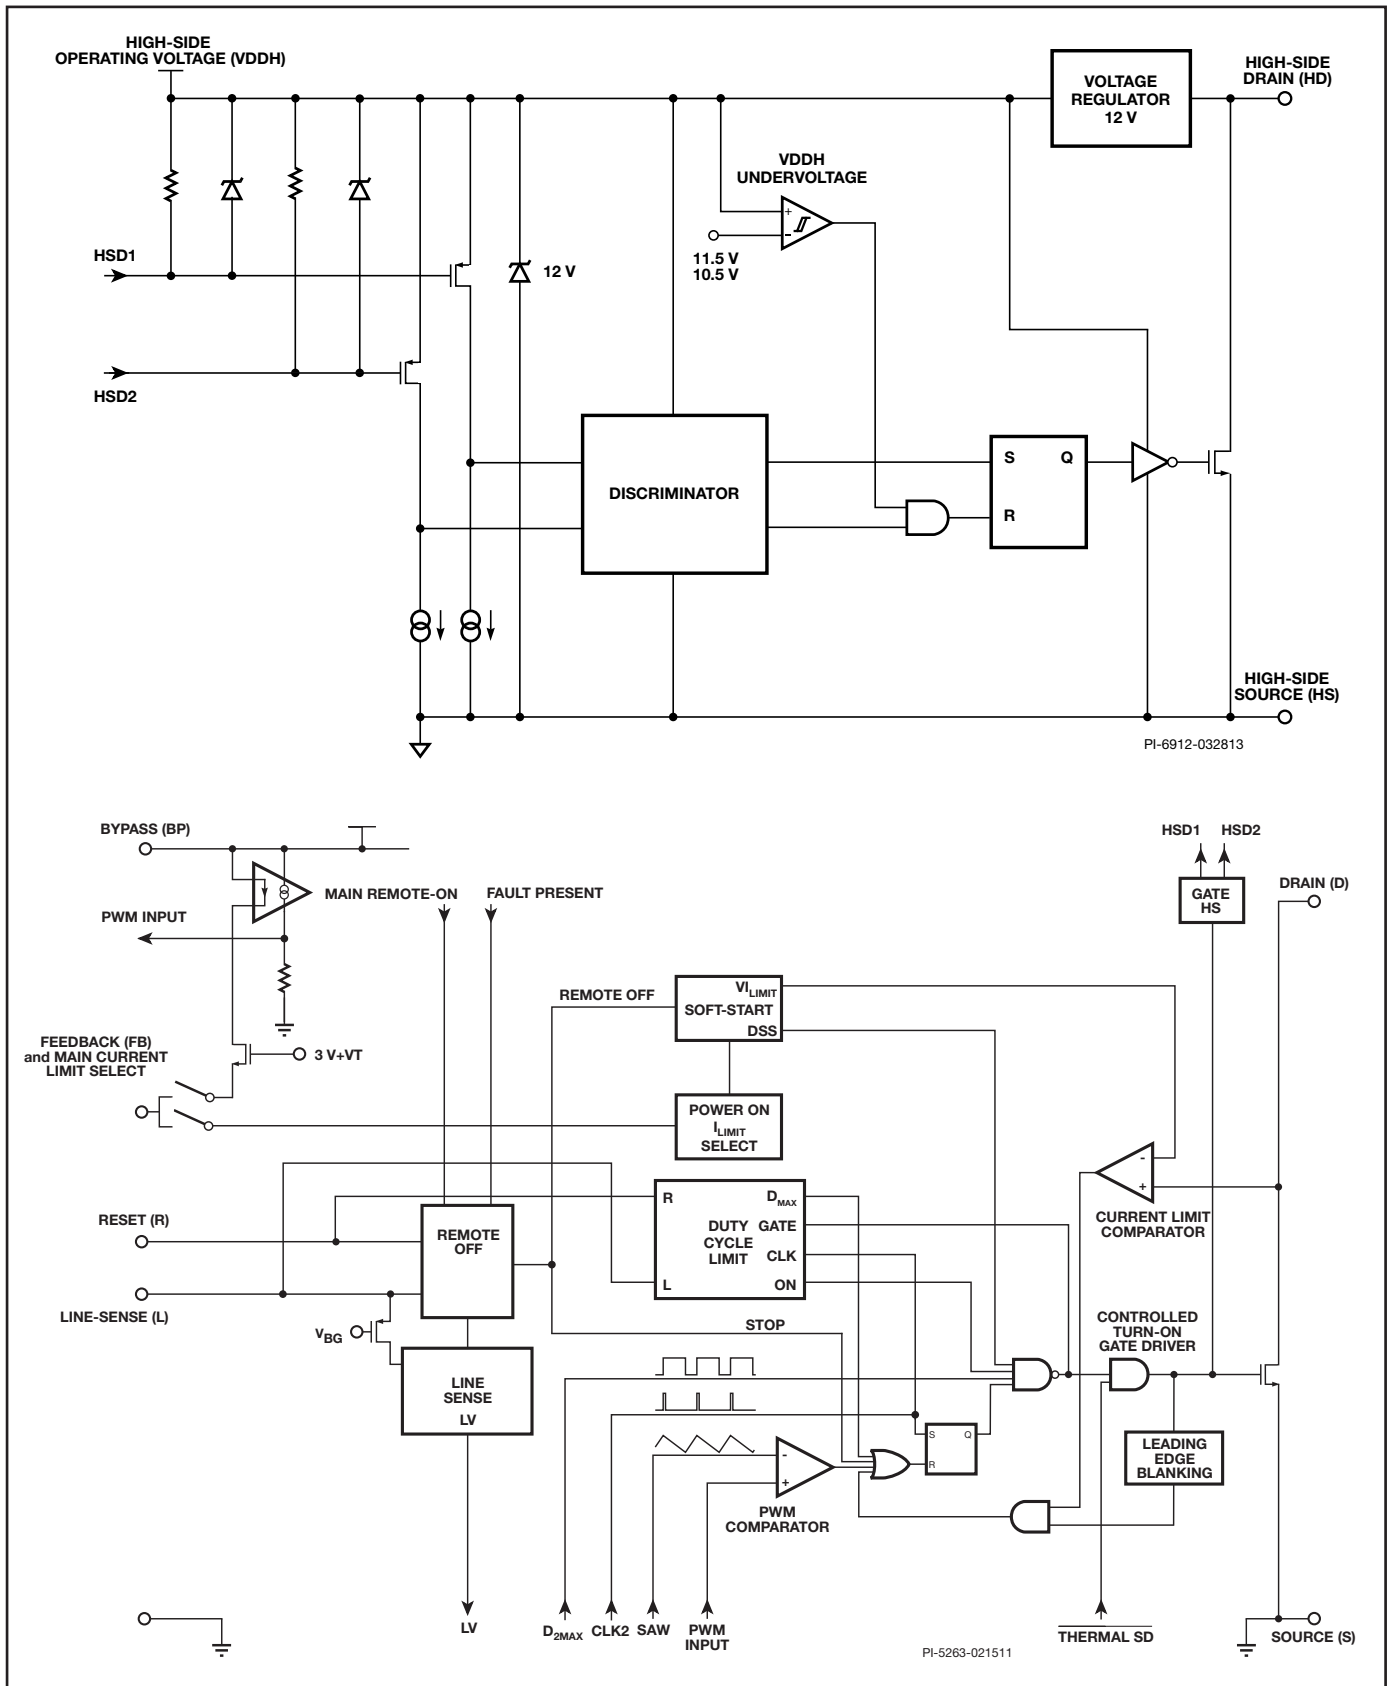 HIGH-SIDE
OPERATING VOLTAGE (VDDH)
VOLTAGE
REGULATOR
12 V
HIGH-SIDE
DRAIN (HD)
VDDH
UNDERVOLTAGE
+
-
11.5 V
10.5 V
HSD1
12 V
HSD2
DISCRIMINATOR
S
Q
R
HIGH-SIDE
SOURCE (HS)
PI-6912-032813
BYPASS (BP)
PWM INPUT
MAIN REMOTE-ON
FAULT PRESENT
HSD1
HSD2
GATE
HS
DRAIN (D)
REMOTE OFF
VILIMIT
SOFT-START
DSS
FEEDBACK (FB)
and MAIN CURRENT
LIMIT SELECT
3 V+VT
POWER ON
ILIMIT
SELECT
-
+
CURRENT LIMIT
COMPARATOR
RESET (R)
REMOTE
OFF
R
DMAX
DUTY
CYCLE
LIMIT
GATE
CLK
L
ON
LINE-SENSE (L)
VBG
STOP
CONTROLLED
TURN-ON
GATE DRIVER
LINE
SENSE
LV
S
Q
R
-
+
PWM
COMPARATOR
LEADING
EDGE
BLANKING
LV
D2MAX
CLK2
SAW
PWM
INPUT
THERMAL SD
SOURCE (S)
PI-5263-021511